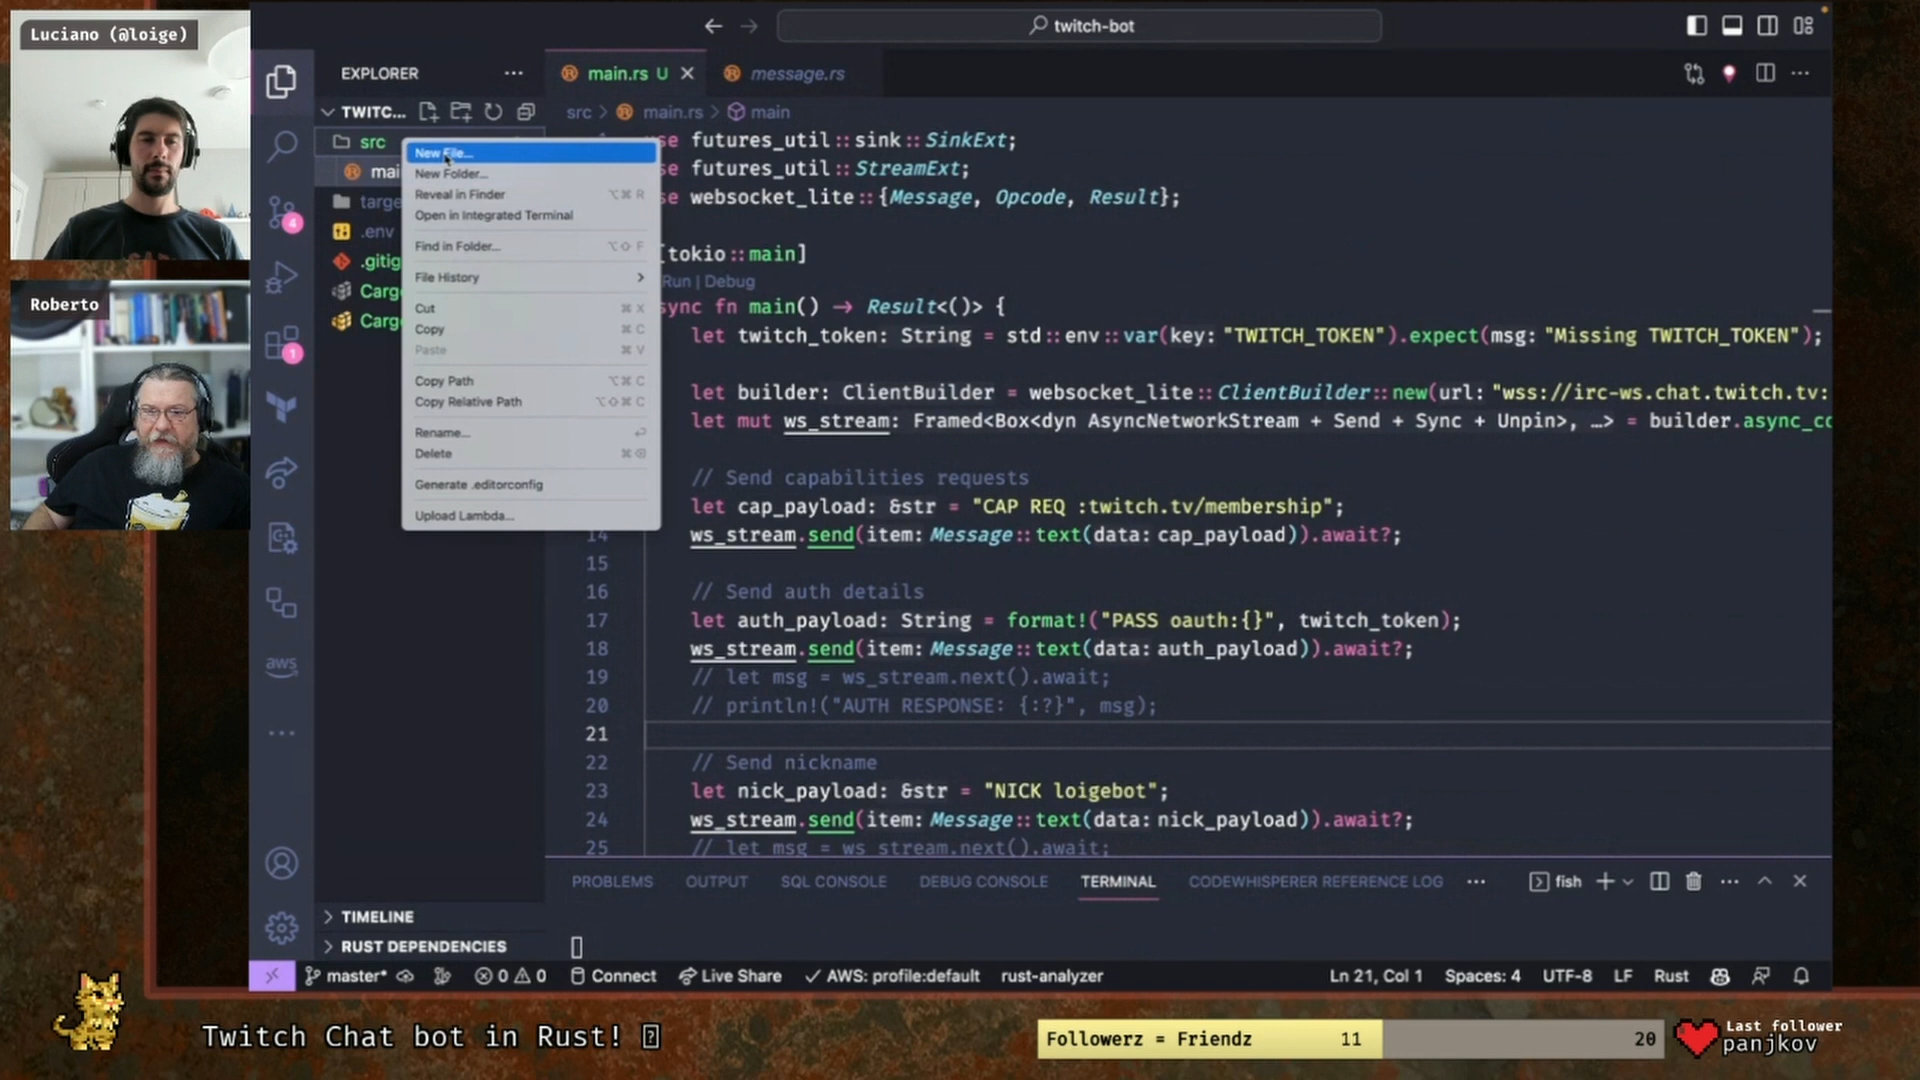 Luciano (@loige)
Roberto
twitch-bot
EXPLORER
main.rs U
message.rs
TWITC...
src > main.rs > main
src
mai
targe
.env
.gitig
Carg
Carg
New File...
New Folder...
Reveal in Finder ⌥⌘ R
Open in Integrated Terminal
Find in Folder... ⌥⇧ F
File History
Cut ⌘ X
Copy ⌘ C
Paste ⌘ V
Copy Path ⌥⌘ C
Copy Relative Path ⌥⇧⌘ C
Rename...
Delete
Generate .editorconfig
Upload Lambda...
se futures_util::sink::SinkExt;
se futures_util::StreamExt;
se websocket_lite::{Message, Opcode, Result};
[tokio::main]
Run | Debug
sync fn main() → Result<()> {
let twitch_token: String = std::env::var(key: "TWITCH_TOKEN").expect(msg: "Missing TWITCH_TOKEN");
let builder: ClientBuilder = websocket_lite::ClientBuilder::new(url: "wss://irc-ws.chat.twitch.tv:
let mut ws_stream: Framed<Box<dyn AsyncNetworkStream + Send + Sync + Unpin>, …> = builder.async_co
// Send capabilities requests
let cap_payload: &str = "CAP REQ :twitch.tv/membership";
14 ws_stream.send(item: Message::text(data: cap_payload)).await?;
15
16 // Send auth details
17 let auth_payload: String = format!("PASS oauth:{}", twitch_token);
18 ws_stream.send(item: Message::text(data: auth_payload)).await?;
19 // let msg = ws_stream.next().await;
20 // println!("AUTH RESPONSE: {:?}", msg);
21
22 // Send nickname
23 let nick_payload: &str = "NICK loigebot";
24 ws_stream.send(item: Message::text(data: nick_payload)).await?;
25 // let msg = ws_stream.next().await;
4
1
aws
PROBLEMS OUTPUT SQL CONSOLE DEBUG CONSOLE TERMINAL CODEWHISPERER REFERENCE LOG
fish
TIMELINE
RUST DEPENDENCIES
master* 0 0 Connect Live Share AWS: profile:default rust-analyzer
Ln 21, Col 1 Spaces: 4 UTF-8 LF Rust
Twitch Chat bot in Rust!
Followerz = Friendz 11 20
Last follower
panjkov